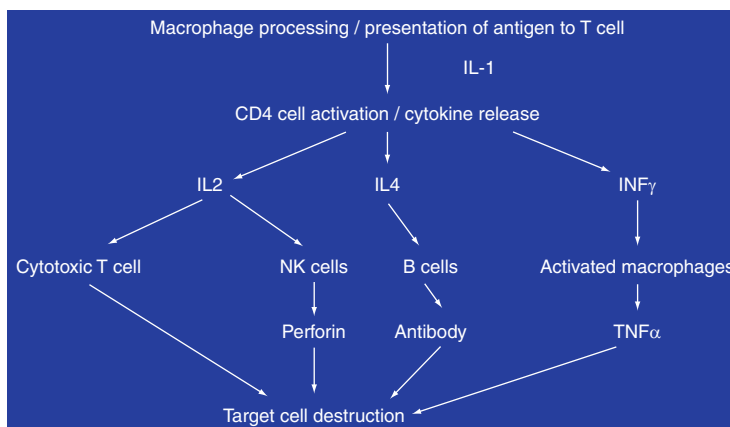 Macrophage processing / presentation of antigen to T cell
IL-1
CD4 cell activation / cytokine release
IL2 IL4 INFγ
Cytotoxic T cell NK cells B cells Activated macrophages
Perforin Antibody TNFα
Target cell destruction